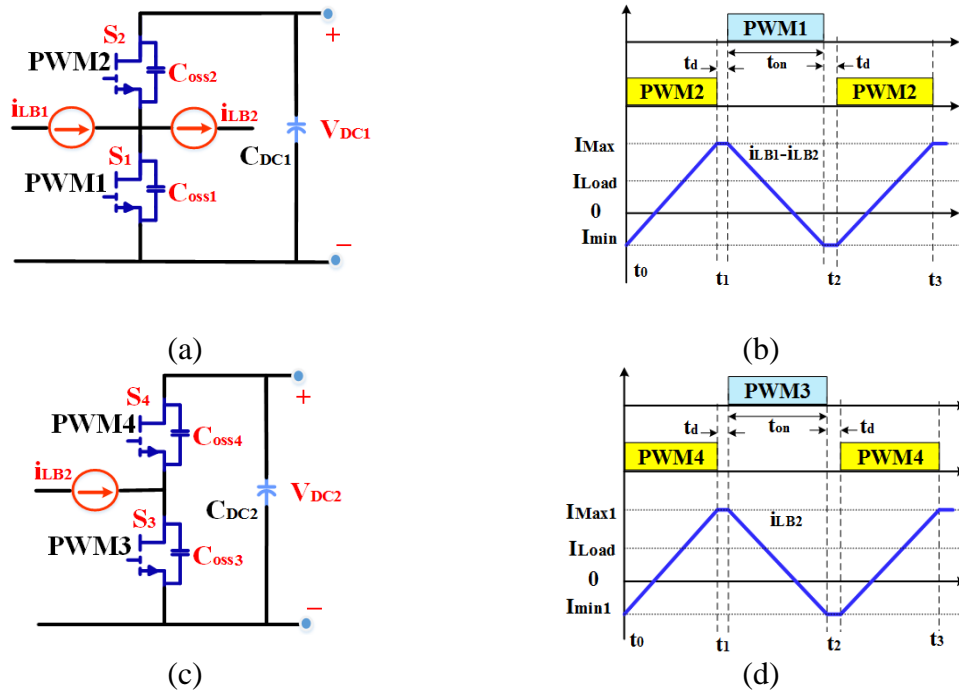 S2
PWM2
Coss2
+
iLB1
iLB2
VDC1
CDC1
S1
PWM1
Coss1
−
(a)
PWM1
td
ton
td
PWM2
PWM2
IMax
iLB1-iLB2
ILoad
0
Imin
t0
t1
t2
t3
(b)
S4
PWM4
Coss4
+
iLB2
VDC2
CDC2
S3
PWM3
Coss3
−
(c)
PWM3
td
ton
td
PWM4
PWM4
IMax1
iLB2
ILoad
0
Imin1
t0
t1
t2
t3
(d)